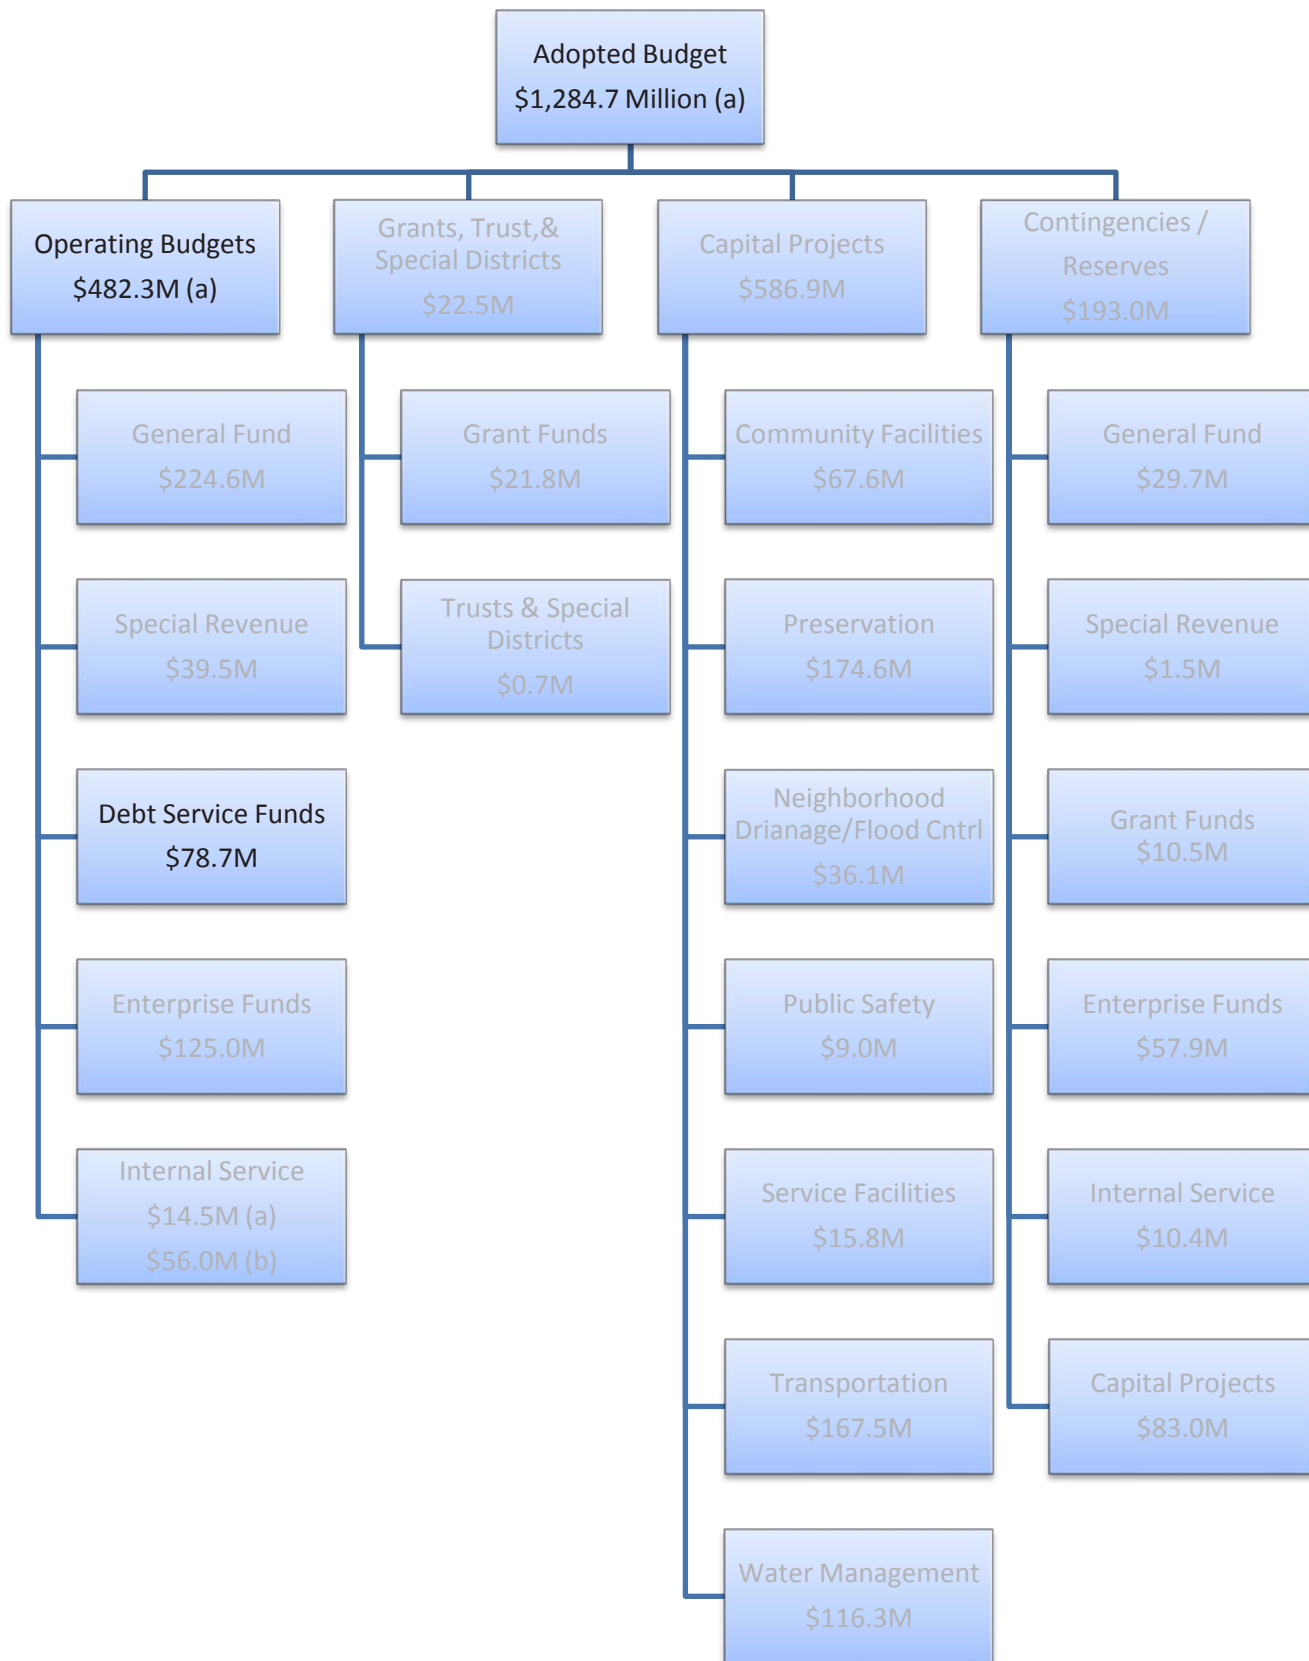 Adopted Budget
$1,284.7 Million (a)
Operating Budgets
$482.3M (a)
Grants, Trust,&
Special Districts
$22.5M
Capital Projects
$586.9M
Contingencies /
Reserves
$193.0M
General Fund
$224.6M
Special Revenue
$39.5M
Debt Service Funds
$78.7M
Enterprise Funds
$125.0M
Internal Service
$14.5M (a)
$56.0M (b)
Grant Funds
$21.8M
Trusts & Special
Districts
$0.7M
Community Facilities
$67.6M
Preservation
$174.6M
Neighborhood
Drianage/Flood Cntrl
$36.1M
Public Safety
$9.0M
Service Facilities
$15.8M
Transportation
$167.5M
Water Management
$116.3M
General Fund
$29.7M
Special Revenue
$1.5M
Grant Funds
$10.5M
Enterprise Funds
$57.9M
Internal Service
$10.4M
Capital Projects
$83.0M